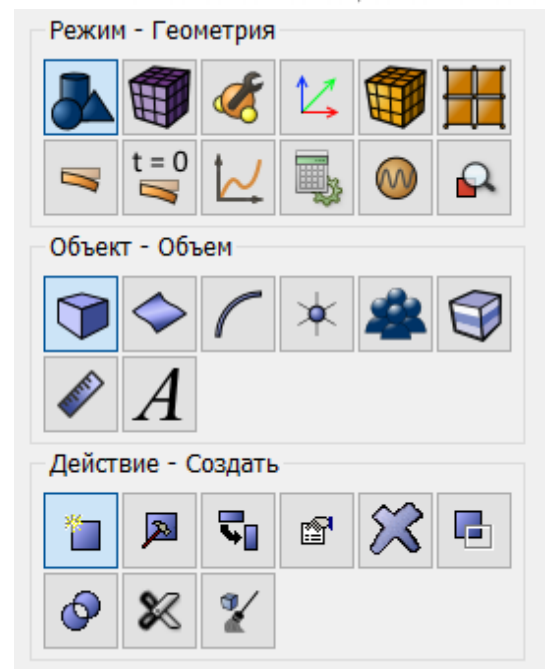 Режим - Геометрия
t = 0
Объект - Объем
A
Действие - Создать